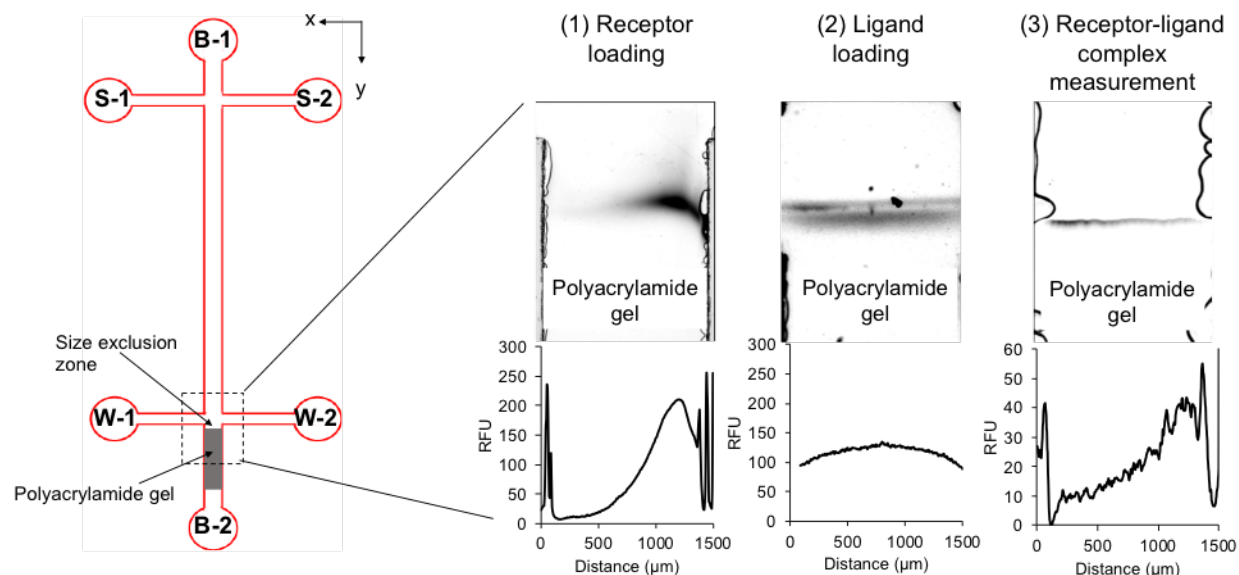 x
y
B-1
S-1
S-2
Size exclusion
zone
W-1
W-2
Polyacrylamide gel
B-2
(1) Receptor
loading
Polyacrylamide
gel
300
250
200
150
100
50
0
RFU
0
500
1000
1500
Distance (µm)
(2) Ligand
loading
Polyacrylamide
gel
300
250
200
150
100
50
0
RFU
0
500
1000
1500
Distance (µm)
(3) Receptor-ligand
complex
measurement
Polyacrylamide
gel
60
50
40
30
20
10
0
RFU
0
500
1000
1500
Distance (µm)